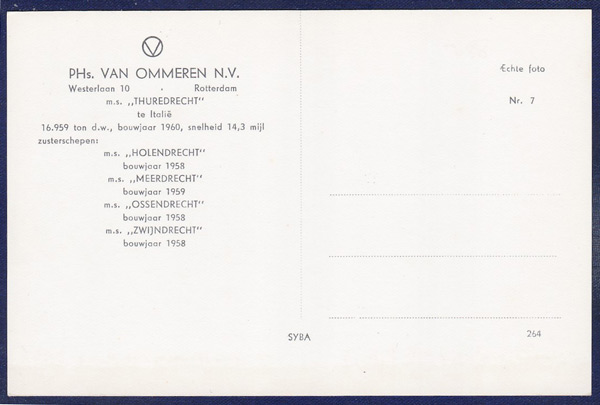 PHs. VAN OMMEREN N.V.
Westerlaan 10 . Rotterdam
m.s. ,,THUREDRECHT"
te Italië
16.959 ton d.w., bouwjaar 1960, snelheid 14,3 mijl
zusterschepen:
m.s. ,,HOLENDRECHT"
bouwjaar 1958
m.s. ,,MEERDRECHT"
bouwjaar 1959
m.s. ,,OSSENDRECHT"
bouwjaar 1958
m.s. ,,ZWIJNDRECHT"
bouwjaar 1958
SYBA
Echte foto
Nr. 7
264